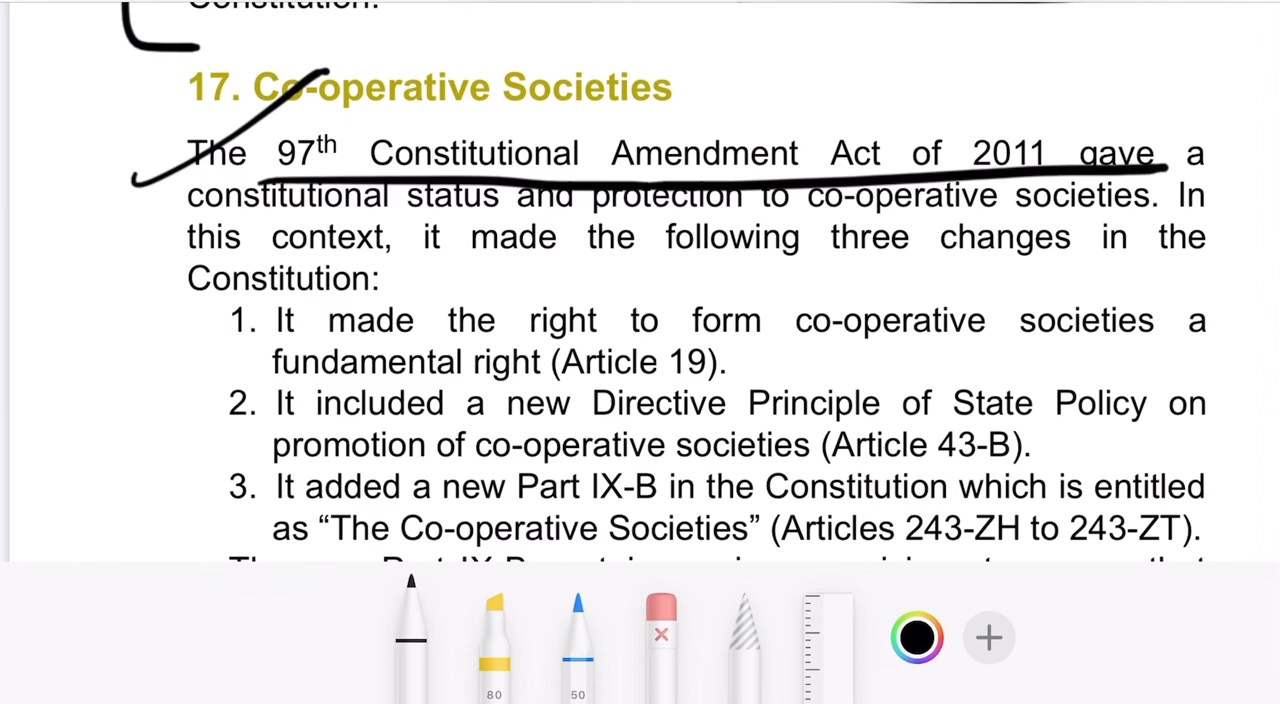 Constitution.
17. Co-operative Societies
The 97th Constitutional Amendment Act of 2011 gave a
constitutional status and protection to co-operative societies. In
this context, it made the following three changes in the
Constitution:
1. It made the right to form co-operative societies a
fundamental right (Article 19).
2. It included a new Directive Principle of State Policy on
promotion of co-operative societies (Article 43-B).
3. It added a new Part IX-B in the Constitution which is entitled
as “The Co-operative Societies” (Articles 243-ZH to 243-ZT).
80
50